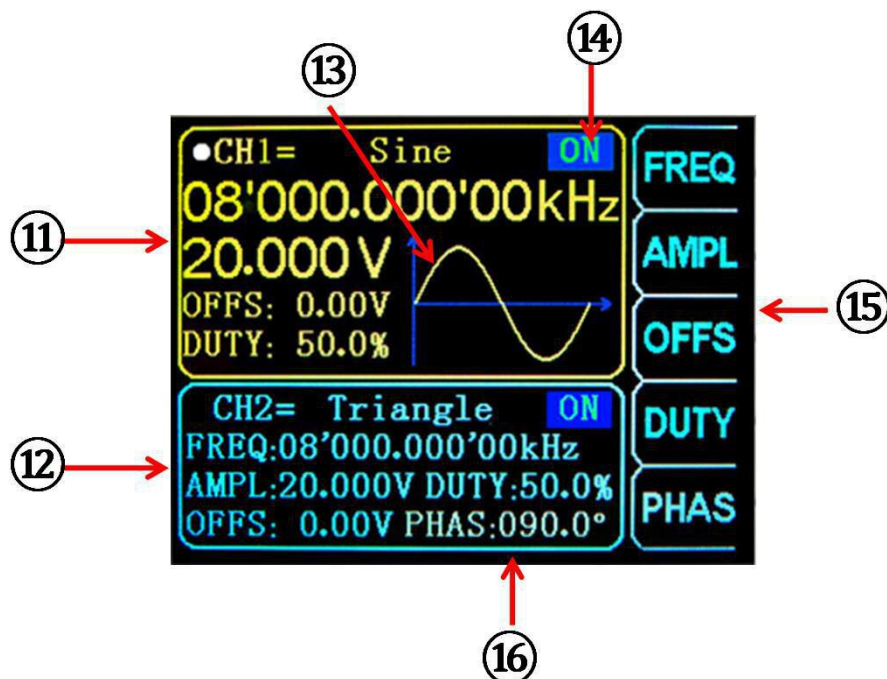 ⑭
⑬
●CH1= Sine ON
08'000.000'00kHz
⑪
20.000V
OFFS: 0.00V
DUTY: 50.0%
CH2= Triangle ON
FREQ:08'000.000'00kHz
⑫
AMPL:20.000V DUTY:50.0%
OFFS: 0.00V PHAS:090.0°
FREQ
AMPL
OFFS
DUTY
PHAS
⑮
⑯